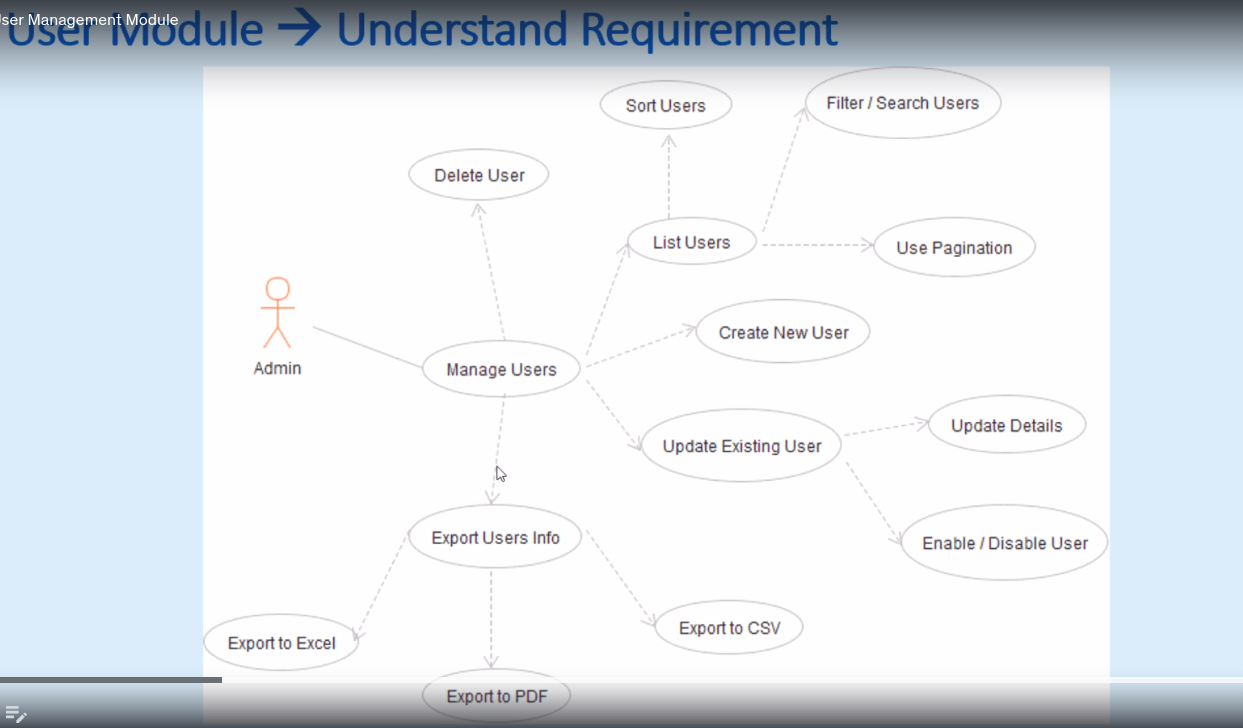 User Management Module
User Module → Understand Requirement
Sort Users
Filter / Search Users
Delete User
List Users
Use Pagination
Create New User
Admin
Manage Users
Update Details
Update Existing User
Export Users Info
Enable / Disable User
Export to CSV
Export to Excel
Export to PDF